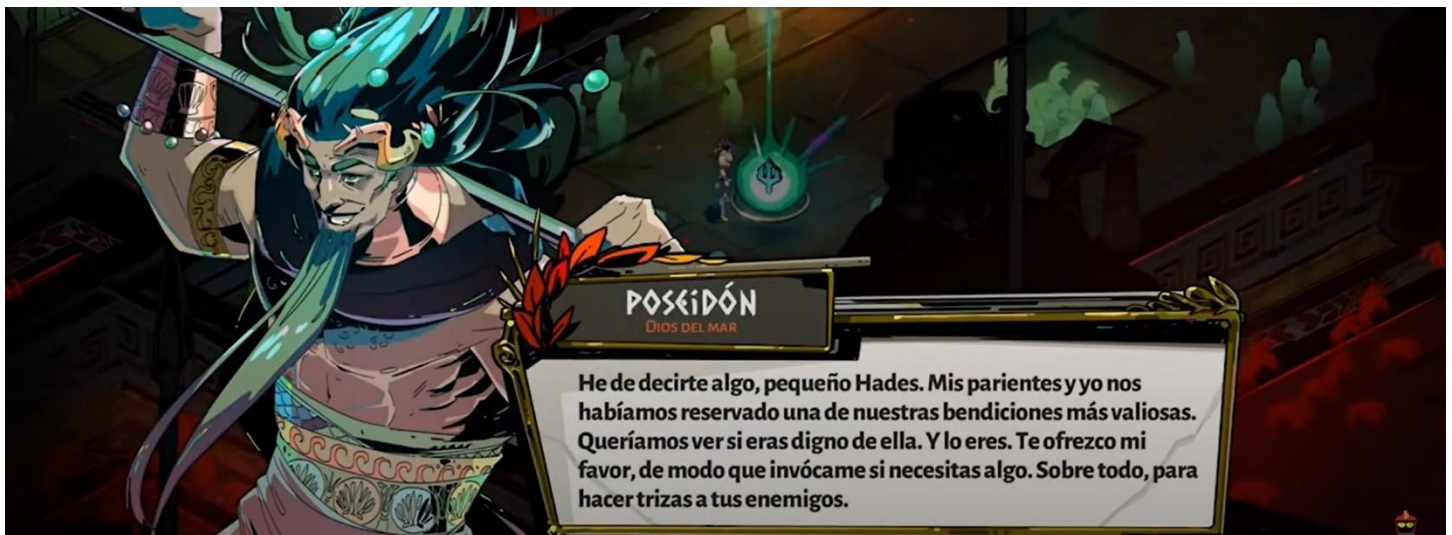 POSEiDÓN
DIOS DEL MAR
He de decirte algo, pequeño Hades. Mis parientes y yo nos
habíamos reservado una de nuestras bendiciones más valiosas.
Queríamos ver si eras digno de ella. Y lo eres. Te ofrezco mi
favor, de modo que invócame si necesitas algo. Sobre todo, para
hacer trizas a tus enemigos.